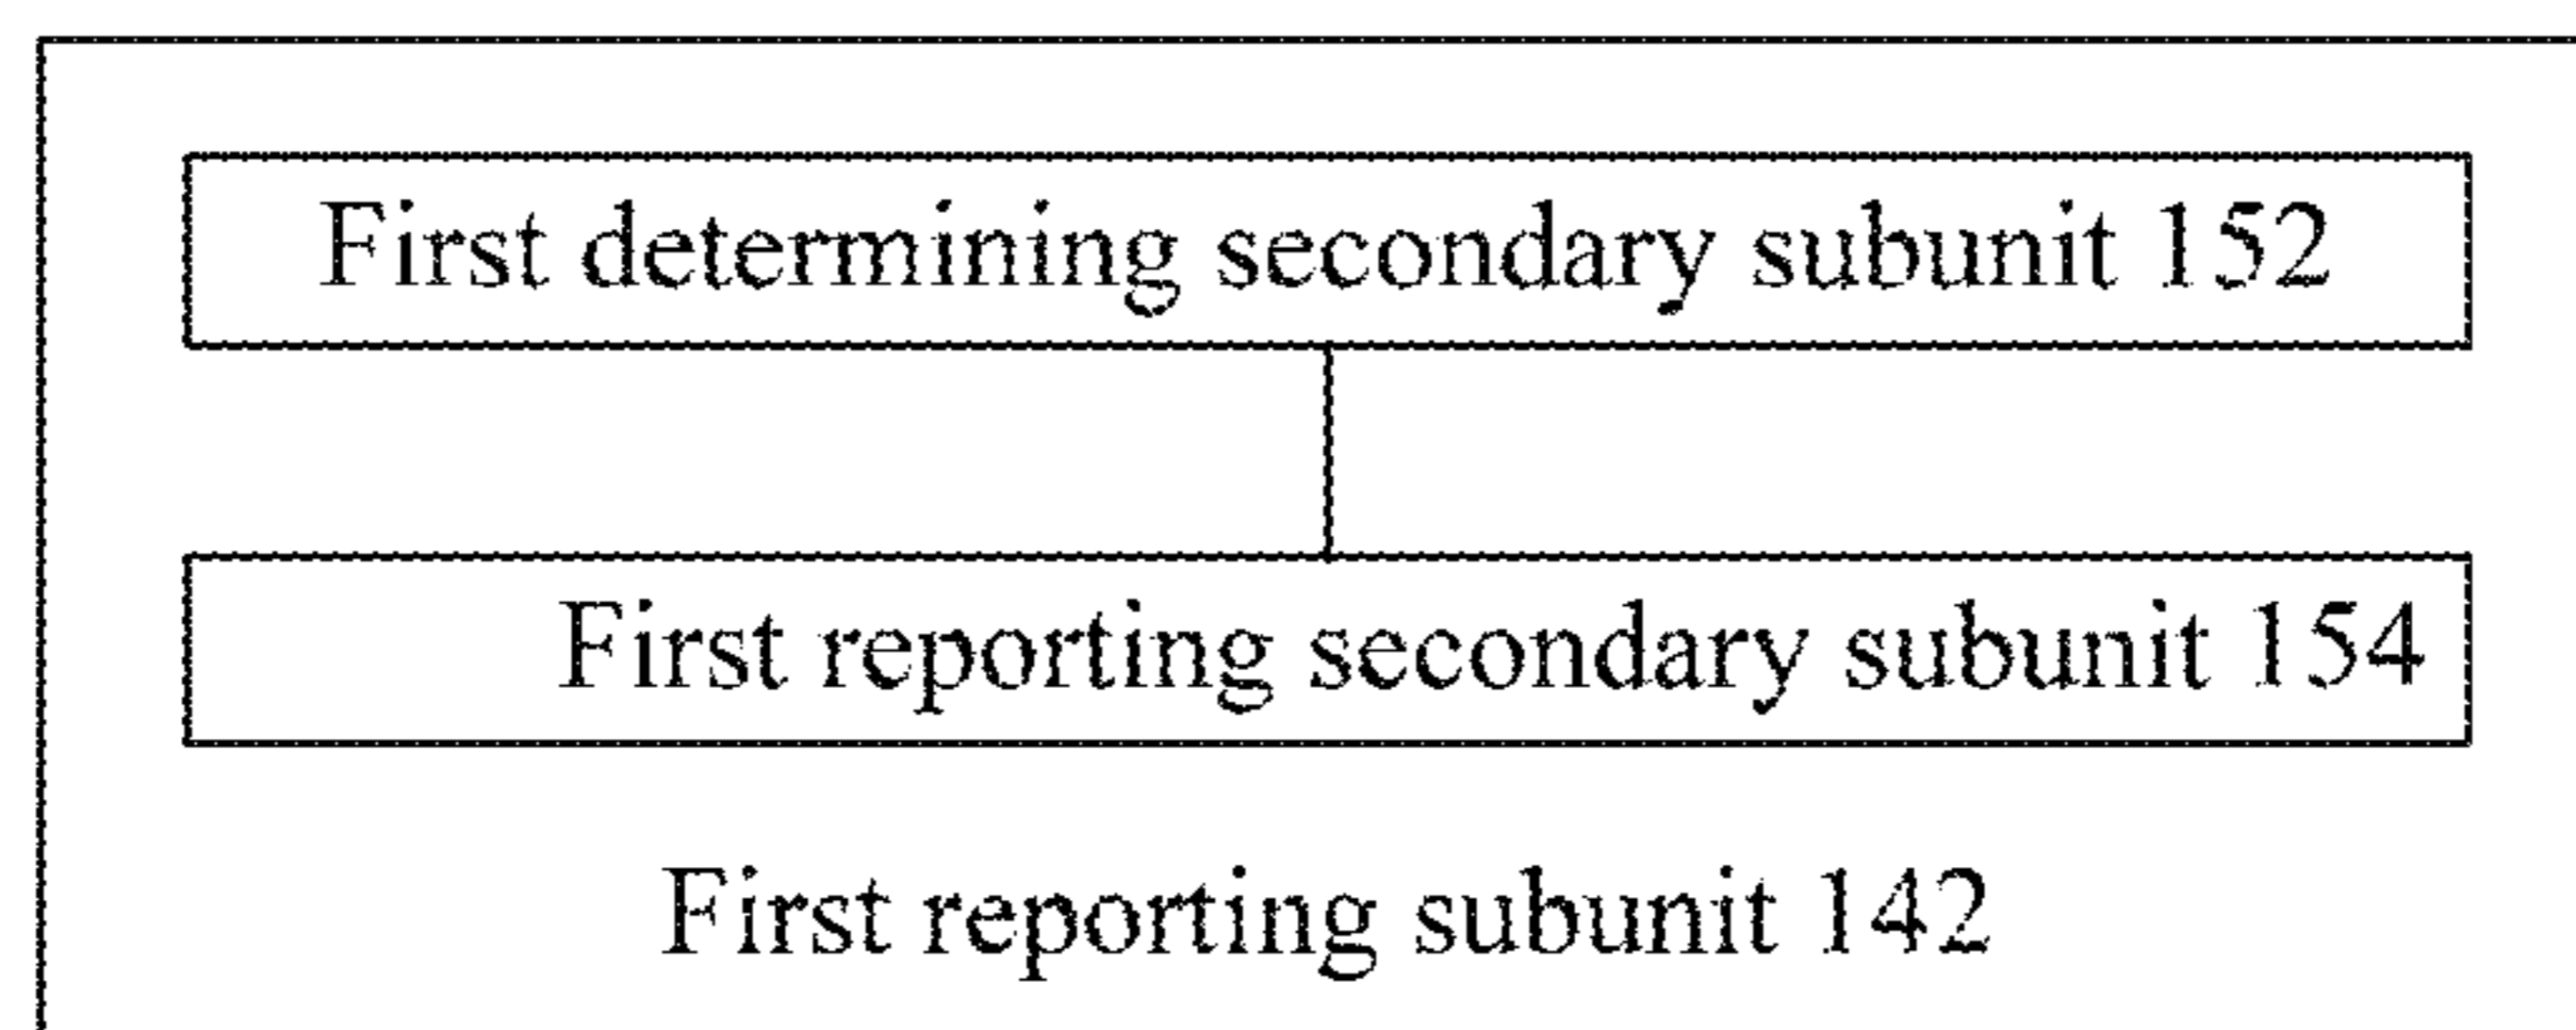 First determining secondary subunit 152
First reporting secondary subunit 154
First reporting subunit 142